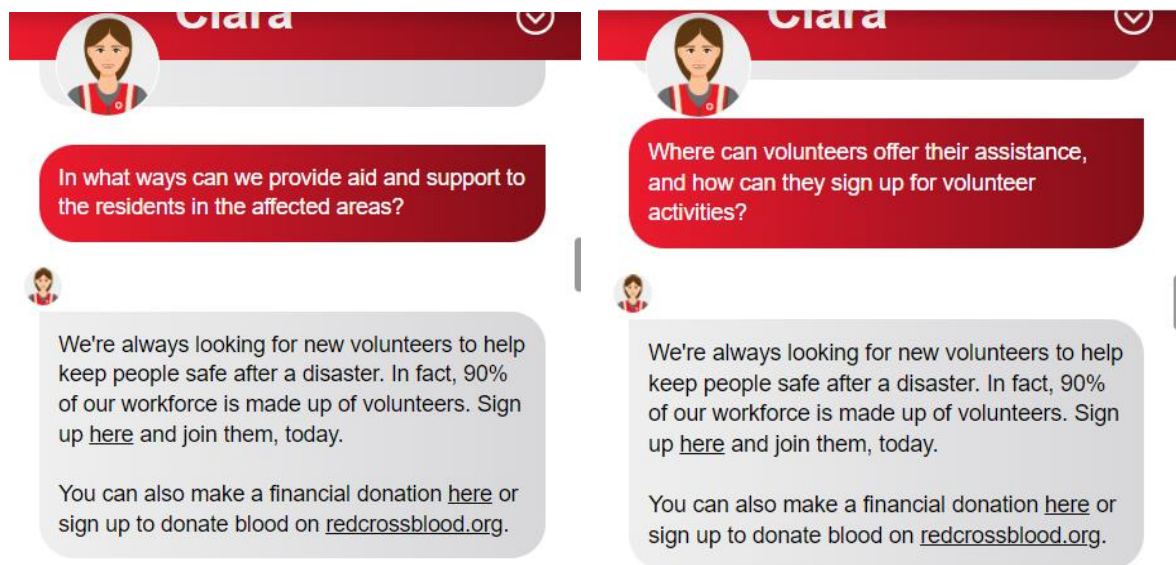 Clara
In what ways can we provide aid and support to
the residents in the affected areas?
We're always looking for new volunteers to help
keep people safe after a disaster. In fact, 90%
of our workforce is made up of volunteers. Sign
up here and join them, today.
You can also make a financial donation here or
sign up to donate blood on redcrossblood.org.
Clara
Where can volunteers offer their assistance,
and how can they sign up for volunteer
activities?
We're always looking for new volunteers to help
keep people safe after a disaster. In fact, 90%
of our workforce is made up of volunteers. Sign
up here and join them, today.
You can also make a financial donation here or
sign up to donate blood on redcrossblood.org.